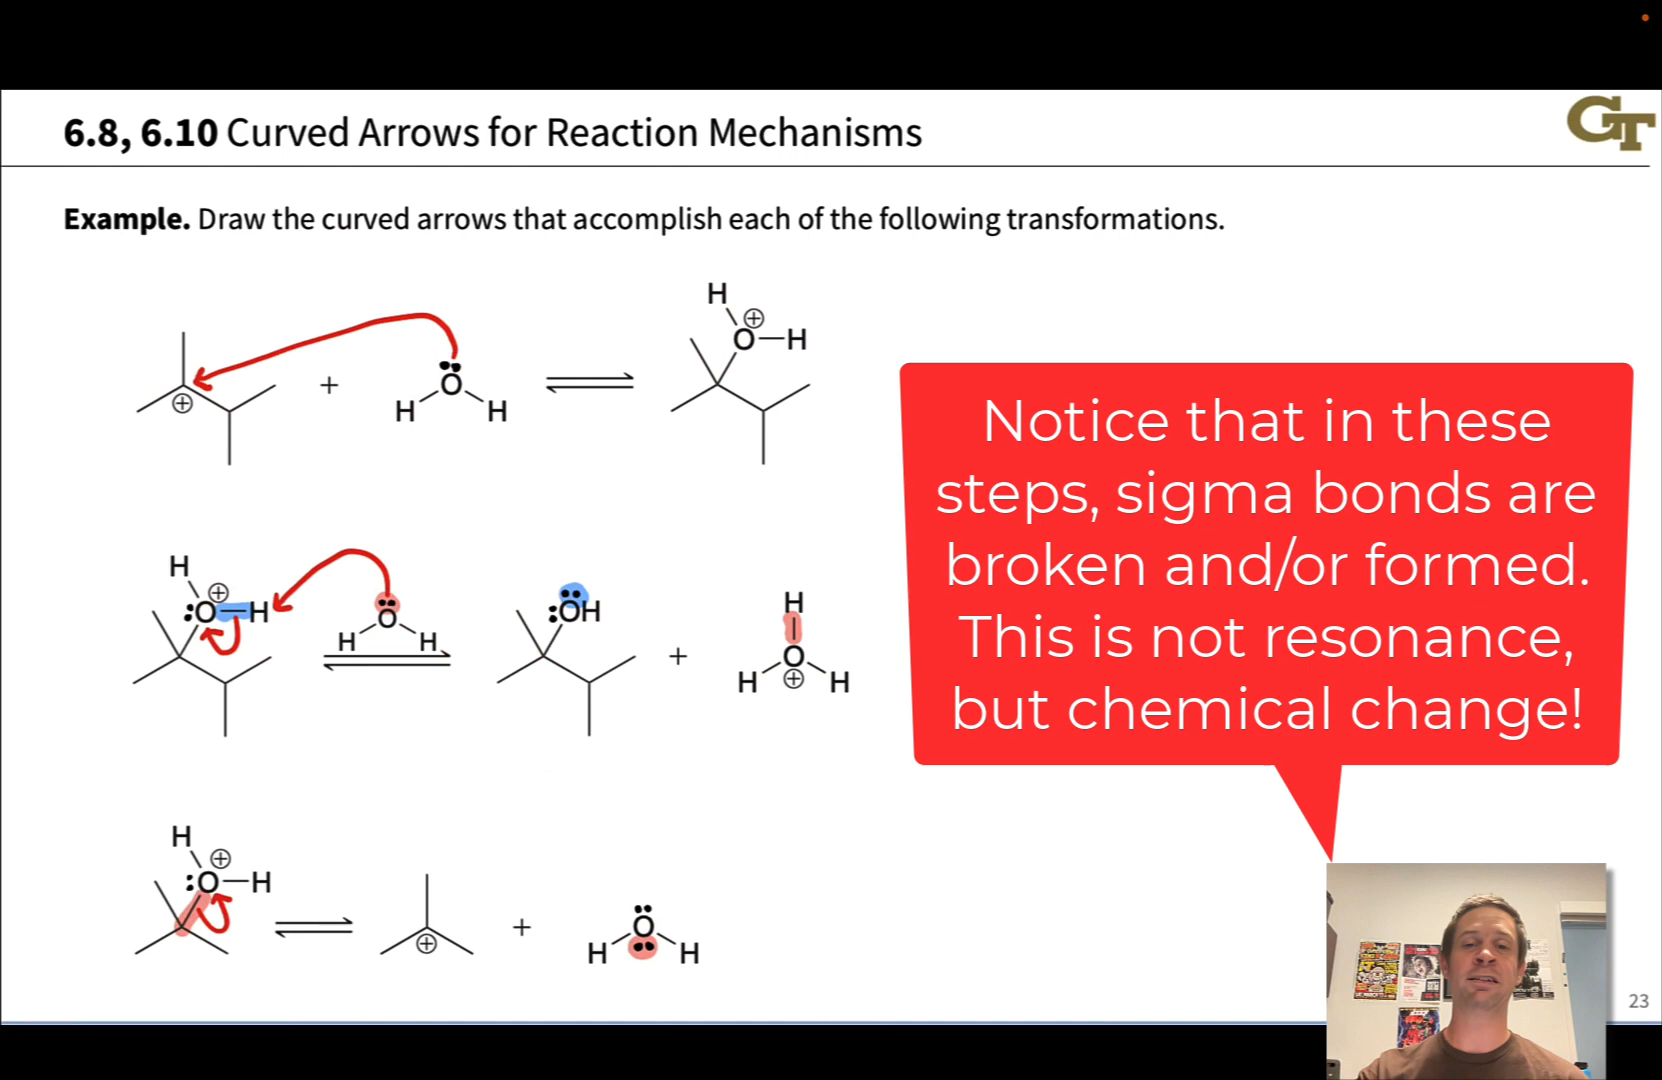 6.8, 6.10 Curved Arrows for Reaction Mechanisms
GT
Example. Draw the curved arrows that accomplish each of the following transformations.
H
⊕
O—H
⊕
+
:Ö
H H
H
⊕
:O—H
Ö
H H
:ÖH
+
H
O
H ⊕ H
H
⊕
:O—H
⊕
+
:Ö:
H H
Notice that in these
steps, sigma bonds are
broken and/or formed.
This is not resonance,
but chemical change!
23